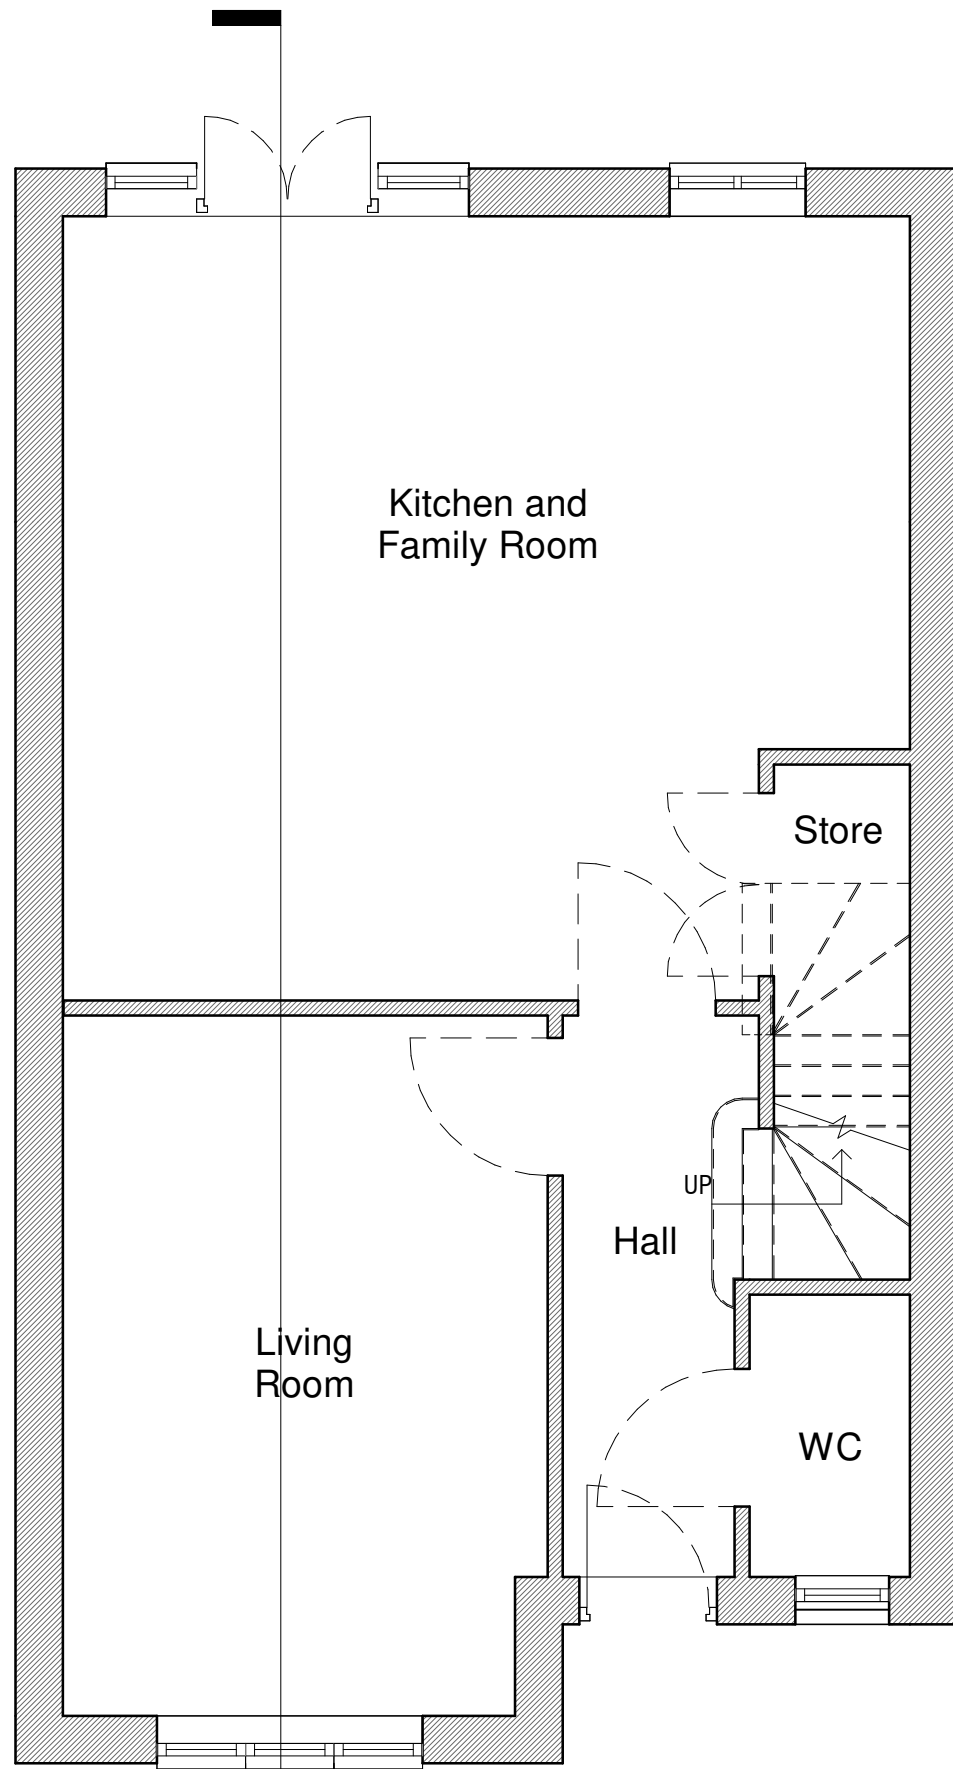 Kitchen and
Family Room
Store
UP
Hall
Living
Room
WC